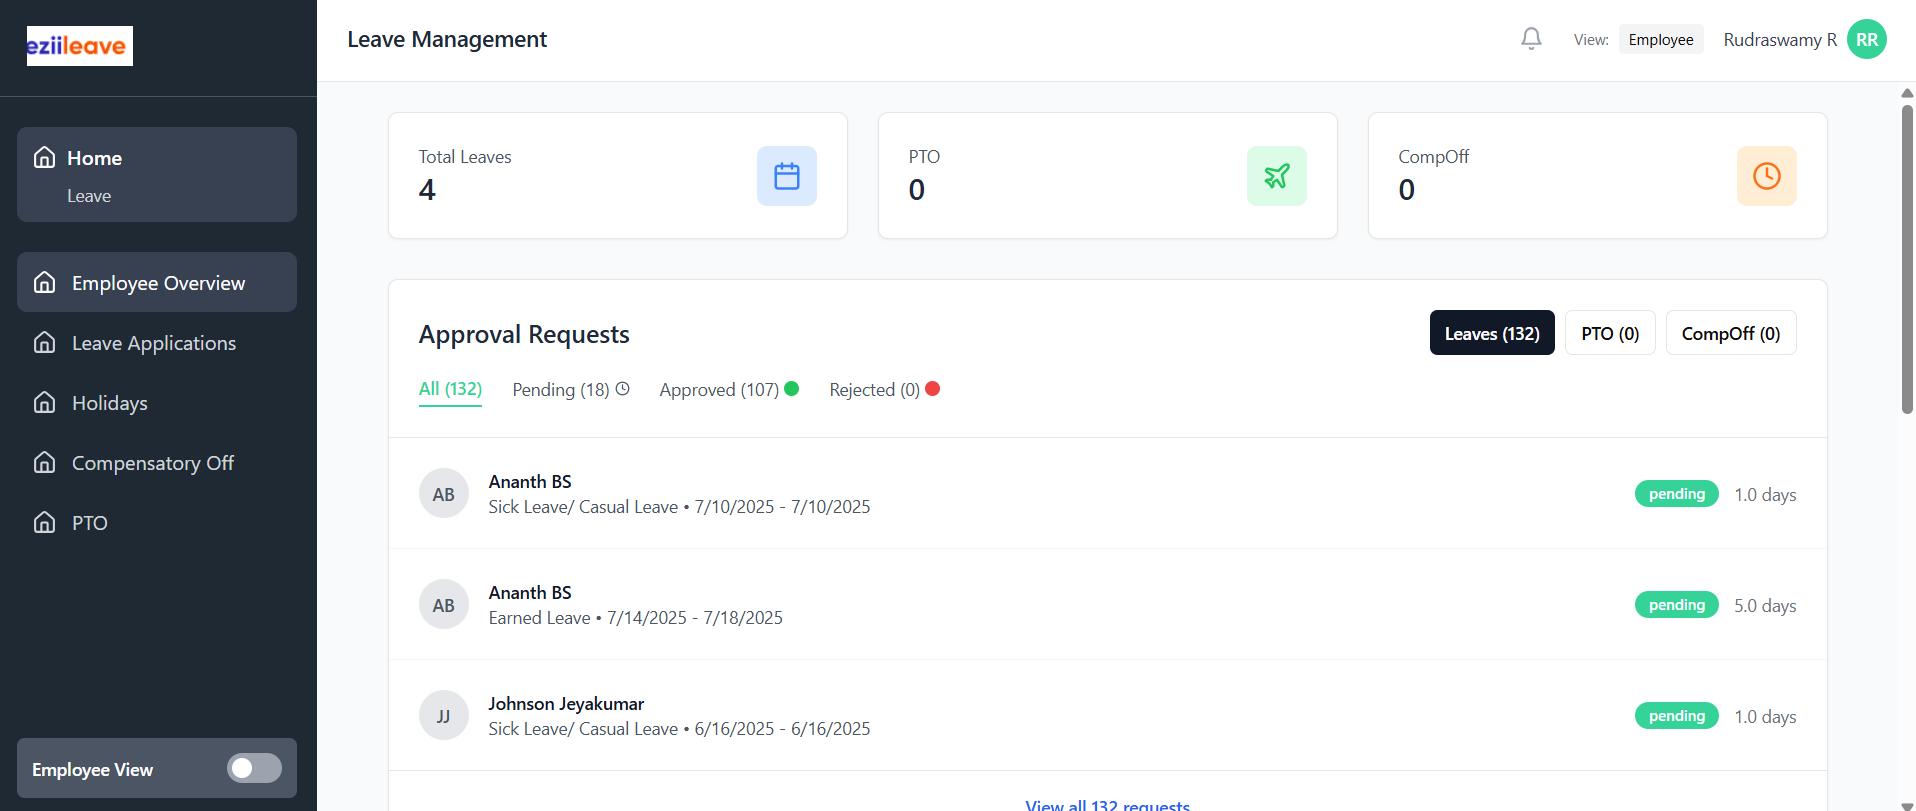 eziileave
Leave Management
View: Employee Rudraswamy R RR
Home
Leave
Employee Overview
Leave Applications
Holidays
Compensatory Off
PTO
Employee View
Total Leaves
4
PTO
0
CompOff
0
Approval Requests
Leaves (132) PTO (0) CompOff (0)
All (132) Pending (18) Approved (107) Rejected (0)
AB
Ananth BS
Sick Leave/ Casual Leave • 7/10/2025 - 7/10/2025
pending 1.0 days
AB
Ananth BS
Earned Leave • 7/14/2025 - 7/18/2025
pending 5.0 days
JJ
Johnson Jeyakumar
Sick Leave/ Casual Leave • 6/16/2025 - 6/16/2025
pending 1.0 days
View all 132 requests